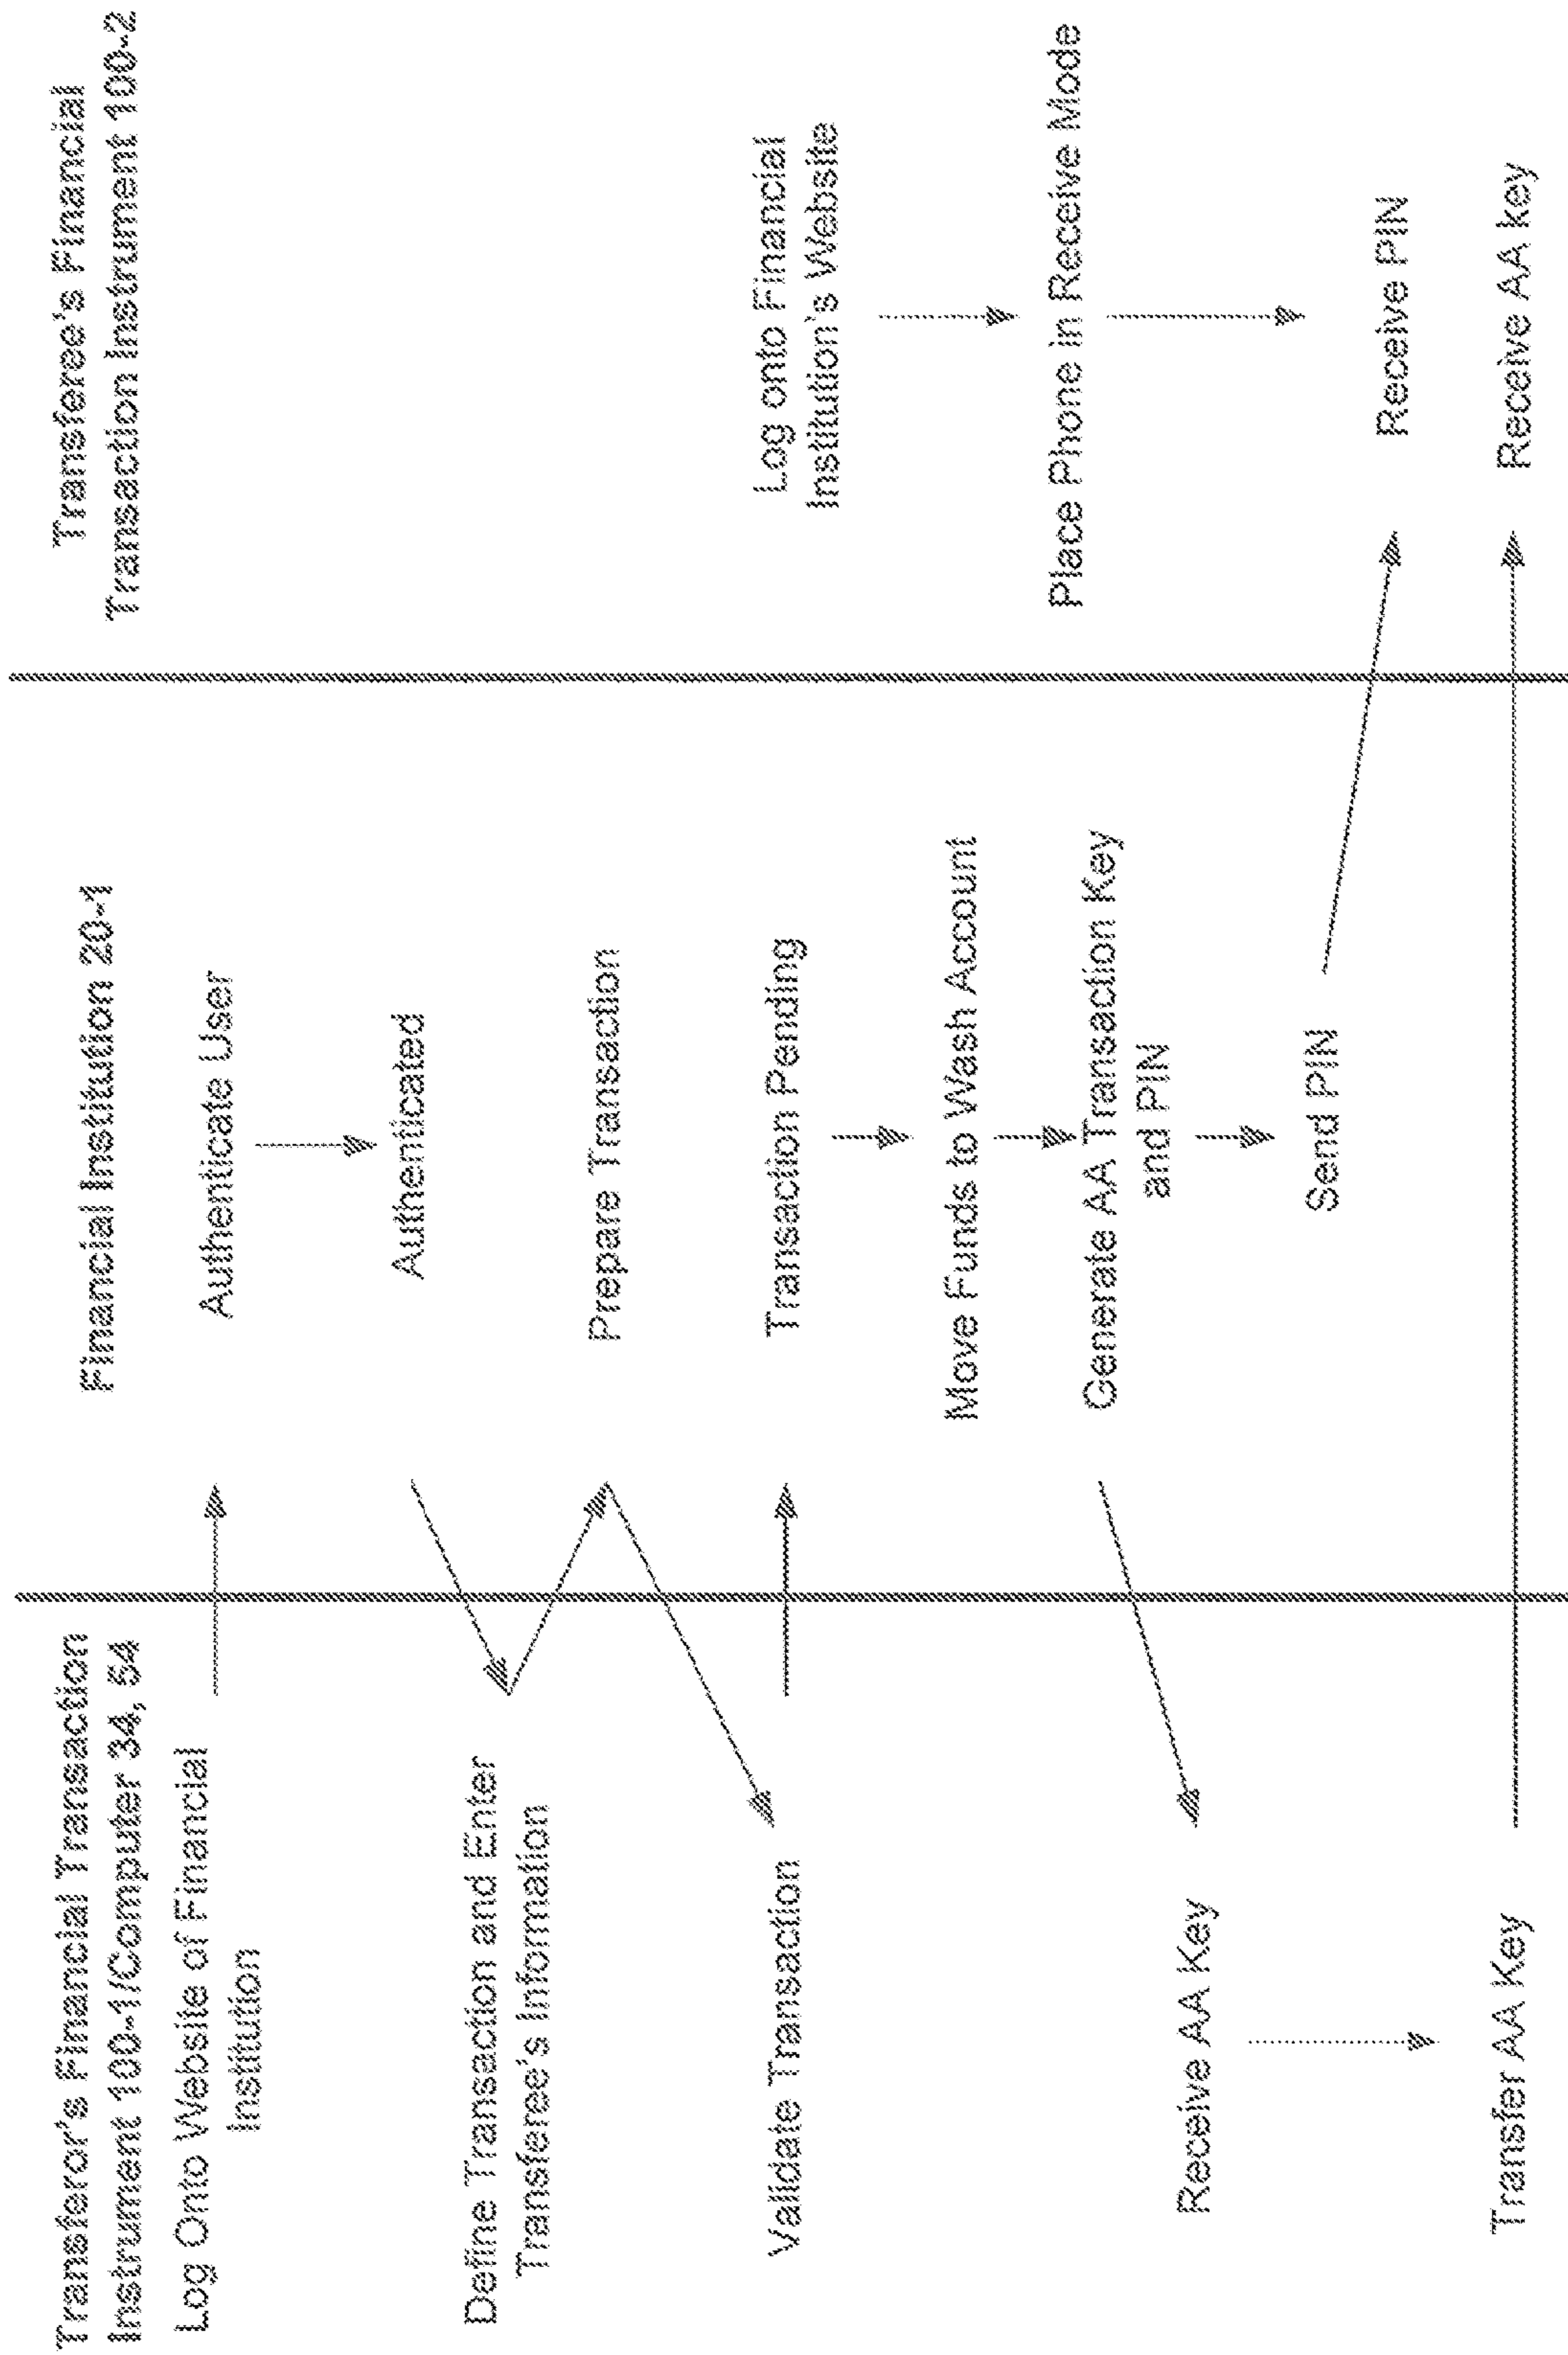 Transferor's Financial Transaction
Instrument 100-1/Computer 34, 54
Log Onto Website of Financial
Institution
Define Transaction and Enter
Transferee's Information
Validate Transaction
Receive AA Key
Transfer AA Key
Financial Institution 20-1
Authenticate User
Authenticated
Prepare Transaction
Transaction Pending
Move Funds to Wash Account
Generate AA Transaction Key
and PIN
Send PIN
Transferee's Financial
Transaction Instrument 100-2
Log onto Financial
Institution's Website
Place Phone in Receive Mode
Receive PIN
Receive AA key